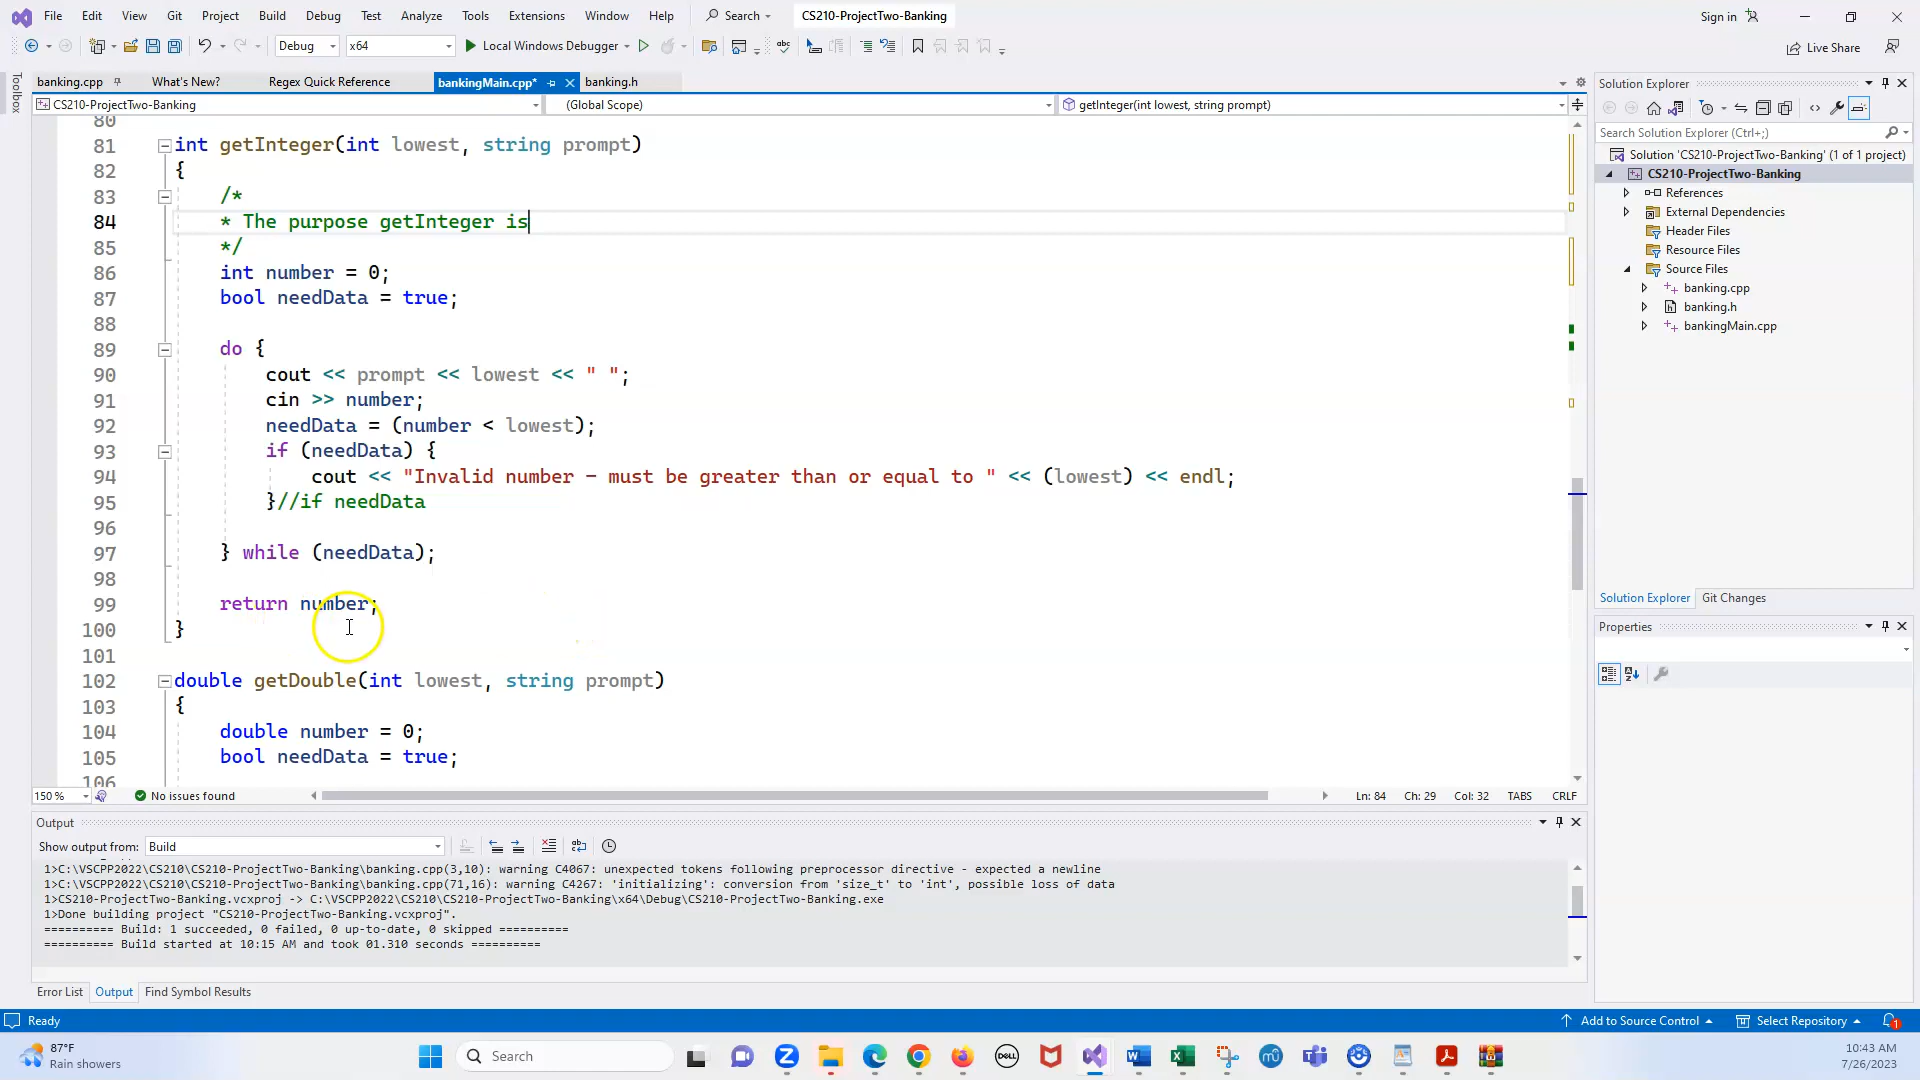 File Edit View Git Project Build Debug Test Analyze Tools Extensions Window Help Search CS210-ProjectTwo-Banking Sign in
Debug x64 Local Windows Debugger Live Share
Toolbox
banking.cpp What's New? Regex Quick Reference bankingMain.cpp* banking.h
CS210-ProjectTwo-Banking (Global Scope) getInteger(int lowest, string prompt)
80
81 int getInteger(int lowest, string prompt)
82 {
83 /*
84 * The purpose getInteger is
85 */
86 int number = 0;
87 bool needData = true;
88
89 do {
90 cout << prompt << lowest << " ";
91 cin >> number;
92 needData = (number < lowest);
93 if (needData) {
94 cout << "Invalid number - must be greater than or equal to " << (lowest) << endl;
95 }//if needData
96
97 } while (needData);
98
99 return number;
100 }
101
102 double getDouble(int lowest, string prompt)
103 {
104 double number = 0;
105 bool needData = true;
106
150 % No issues found Ln: 84 Ch: 29 Col: 32 TABS CRLF
Output
Show output from: Build
1>C:\VSCPP2022\CS210\CS210-ProjectTwo-Banking\banking.cpp(3,10): warning C4067: unexpected tokens following preprocessor directive - expected a newline
1>C:\VSCPP2022\CS210\CS210-ProjectTwo-Banking\banking.cpp(71,16): warning C4267: 'initializing': conversion from 'size_t' to 'int', possible loss of data
1>CS210-ProjectTwo-Banking.vcxproj -> C:\VSCPP2022\CS210\CS210-ProjectTwo-Banking\x64\Debug\CS210-ProjectTwo-Banking.exe
1>Done building project "CS210-ProjectTwo-Banking.vcxproj".
========== Build: 1 succeeded, 0 failed, 0 up-to-date, 0 skipped ==========
========== Build started at 10:15 AM and took 01.310 seconds ==========
Error List Output Find Symbol Results
Solution Explorer
Search Solution Explorer (Ctrl+;)
Solution 'CS210-ProjectTwo-Banking' (1 of 1 project)
CS210-ProjectTwo-Banking
References
External Dependencies
Header Files
Resource Files
Source Files
banking.cpp
banking.h
bankingMain.cpp
Solution Explorer Git Changes
Properties
Ready Add to Source Control Select Repository 1
87°F
Rain showers
Search
DELL
10:43 AM
7/26/2023